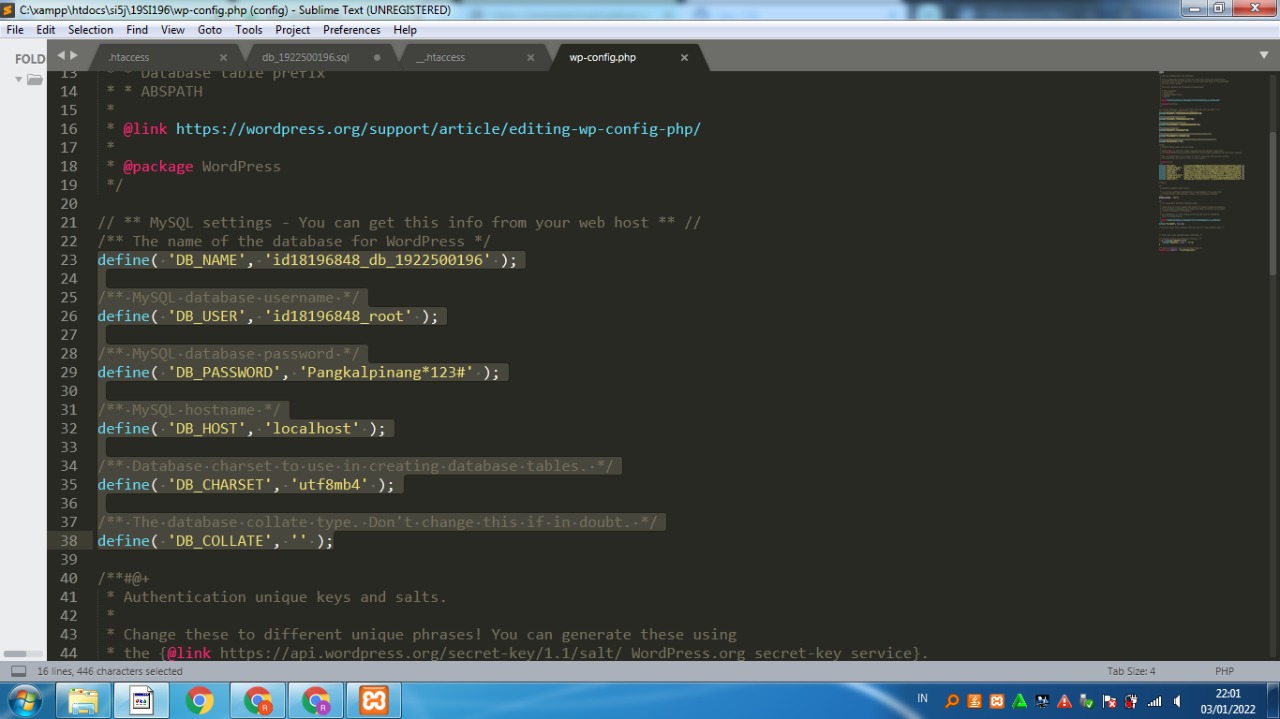 C:\xampp\htdocs\si5j\19SI196\wp-config.php (config) - Sublime Text (UNREGISTERED)
File Edit Selection Find View Goto Tools Project Preferences Help
FOLD
.htaccess
db_1922500196.sql
__.htaccess
wp-config.php
13 * * Database table prefix
14 * * ABSPATH
15 *
16 * @link https://wordpress.org/support/article/editing-wp-config-php/
17 *
18 * @package WordPress
19 */
20
21 // ** MySQL settings - You can get this info from your web host ** //
22 /** The name of the database for WordPress */
23 define( 'DB_NAME', 'id18196848_db_1922500196' );
24
25 /** MySQL database username */
26 define( 'DB_USER', 'id18196848_root' );
27
28 /** MySQL database password */
29 define( 'DB_PASSWORD', 'Pangkalpinang*123#' );
30
31 /** MySQL hostname */
32 define( 'DB_HOST', 'localhost' );
33
34 /** Database charset to use in creating database tables. */
35 define( 'DB_CHARSET', 'utf8mb4' );
36
37 /** The database collate type. Don't change this if in doubt. */
38 define( 'DB_COLLATE', '' );
39
40 /**#@+
41 * Authentication unique keys and salts.
42 *
43 * Change these to different unique phrases! You can generate these using
44 * the {@link https://api.wordpress.org/secret-key/1.1/salt/ WordPress.org secret-key service}.
16 lines, 446 characters selected
Tab Size: 4
PHP
IN
22:01
03/01/2022